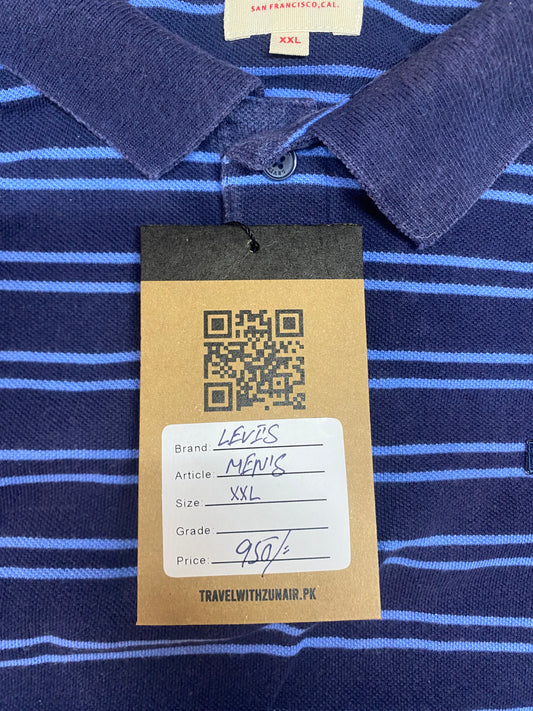 SAN FRANCISCO, CAL.
XXL
Brand: LEVI'S
Article: MEN'S
Size: XXL
Grade:
Price: 950/=
TRAVELWITHZUNAIR.PK